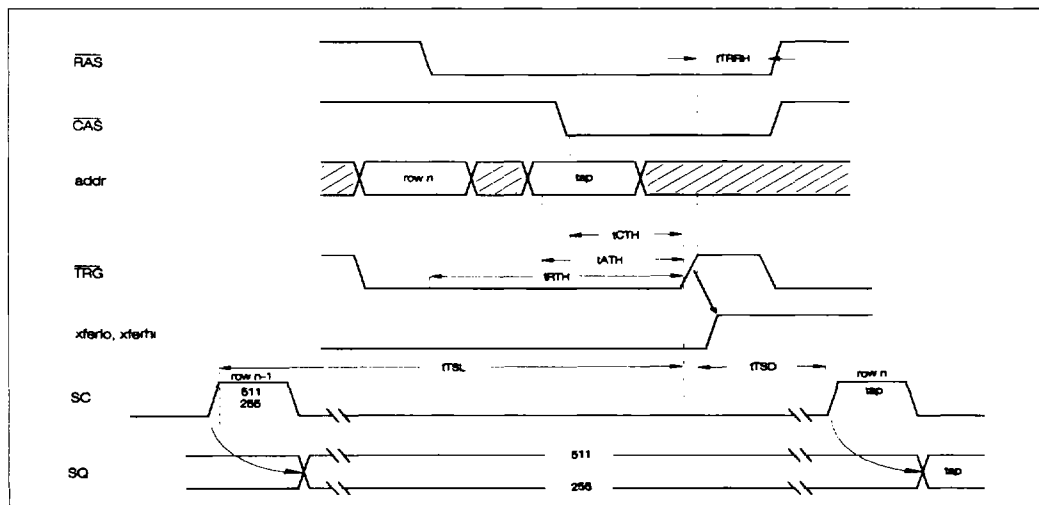 RAS
tTRRH
CAS
addr
row n
tap
tCTH
tATH
TRG
tRTH
xferlo, xferhi
tTSL
tTSD
SC
row n-1
511
255
row n
tap
SQ
511
255
tap